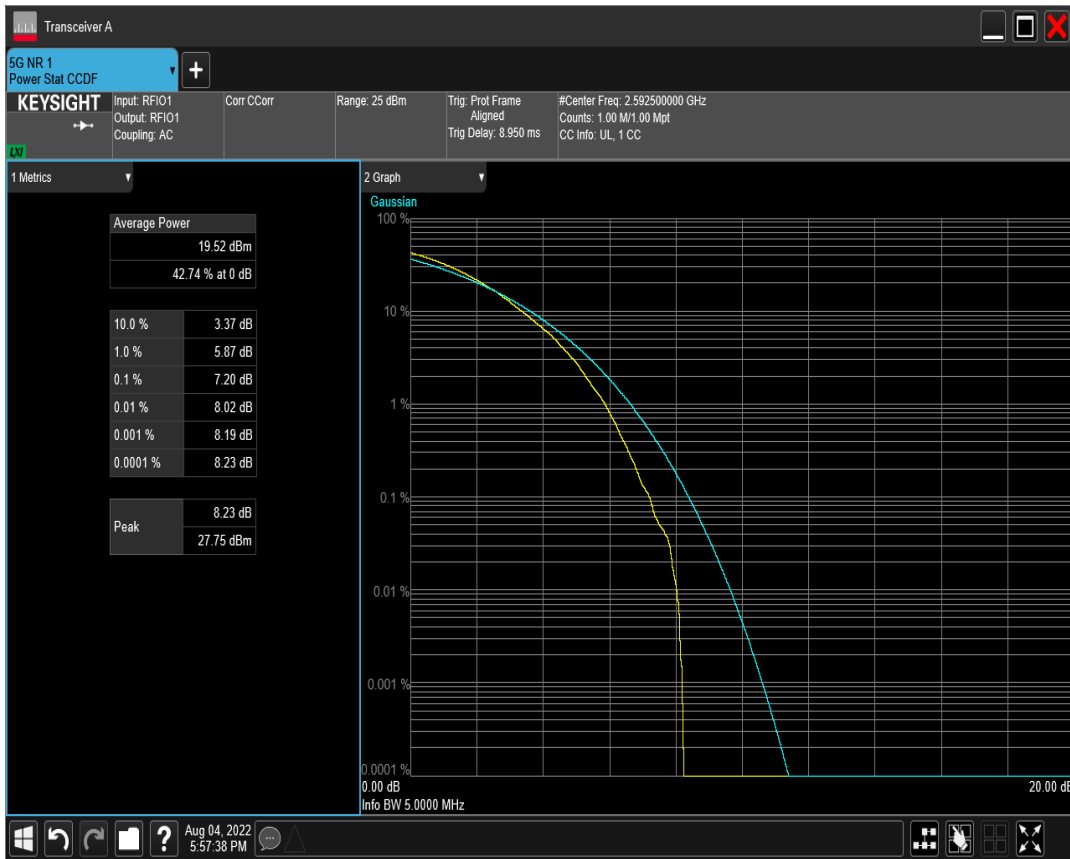 Transceiver A
5G NR 1
Power Stat CCDF
+
KEYSIGHT
LXI
Input: RFIO1
Output: RFIO1
Coupling: AC
Corr CCorr
Range: 25 dBm
Trig: Prot Frame
Aligned
Trig Delay: 8.950 ms
#Center Freq: 2.592500000 GHz
Counts: 1.00 M/1.00 Mpt
CC Info: UL, 1 CC
1 Metrics
Average Power
19.52 dBm
42.74 % at 0 dB
10.0 % 3.37 dB
1.0 % 5.87 dB
0.1 % 7.20 dB
0.01 % 8.02 dB
0.001 % 8.19 dB
0.0001 % 8.23 dB
Peak
8.23 dB
27.75 dBm
2 Graph
Gaussian
100 %
10 %
1 %
0.1 %
0.01 %
0.001 %
0.0001 %
0.00 dB 20.00 dB
Info BW 5.0000 MHz
?
Aug 04, 2022
5:57:38 PM